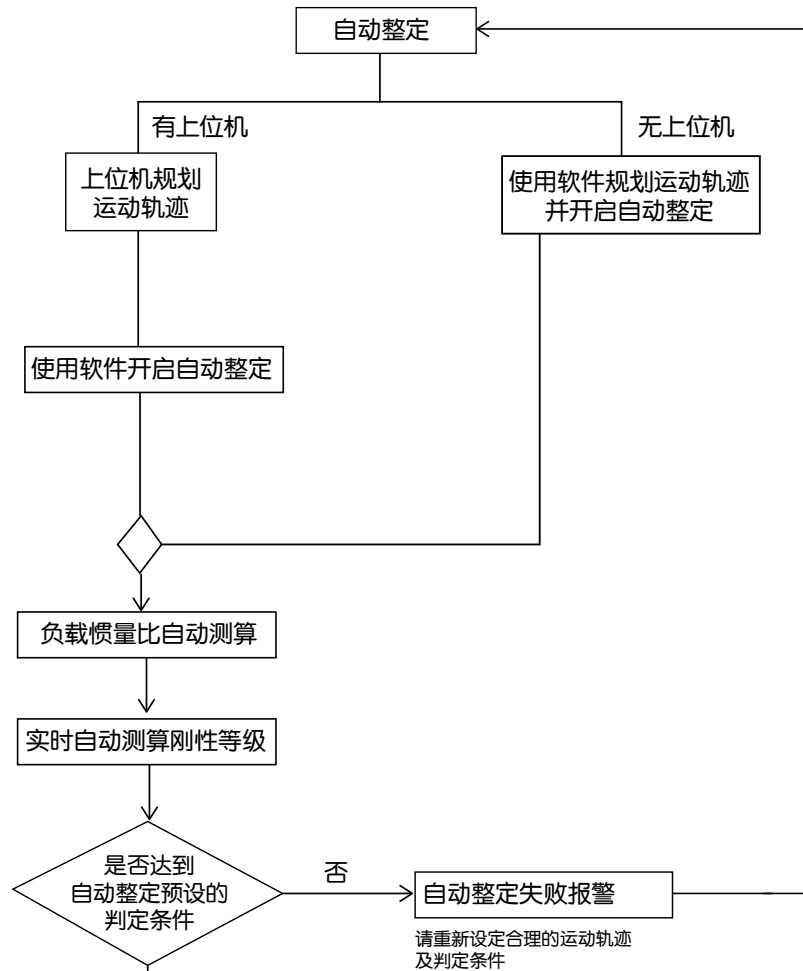 自动整定
有上位机
无上位机
上位机规划
运动轨迹
使用软件规划运动轨迹
并开启自动整定
使用软件开启自动整定
负载惯量比自动测算
实时自动测算刚性等级
是否达到
自动整定预设的
判定条件
否
自动整定失败报警
请重新设定合理的运动轨迹
及判定条件